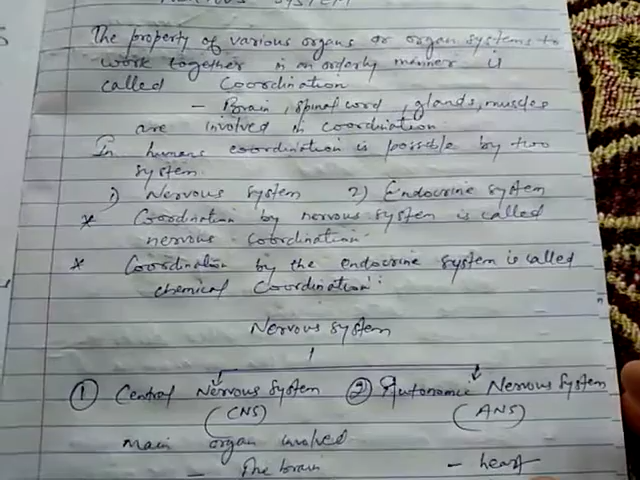 NERVOUS SYSTEM
The property of various organs or organ systems to
work together in an orderly manner is
called Coordination
- Brain, Spinal cord, glands, muscles
are involved in coordination.
In humans coordination is possible by two
system.
1) Nervous system 2) Endocrine system
* Coordination by nervous system is called
nervous coordination.
* Coordination by the endocrine system is called
chemical Coordination:
Nervous system
① Central Nervous System ② Autonomic Nervous System
(CNS) (ANS)
main organ involved
- The brain - heart